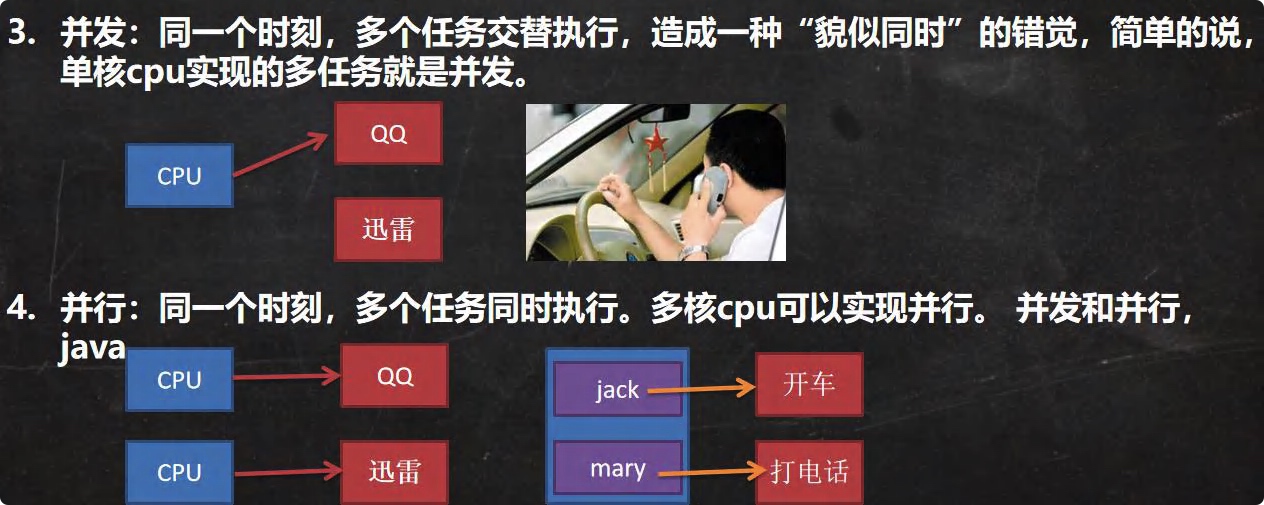 3. 并发：同一个时刻，多个任务交替执行，造成一种“貌似同时”的错觉，简单的说，
单核cpu实现的多任务就是并发。
CPU
QQ
迅雷
4. 并行：同一个时刻，多个任务同时执行。多核cpu可以实现并行。 并发和并行，
java
CPU
QQ
jack
开车
CPU
迅雷
mary
打电话